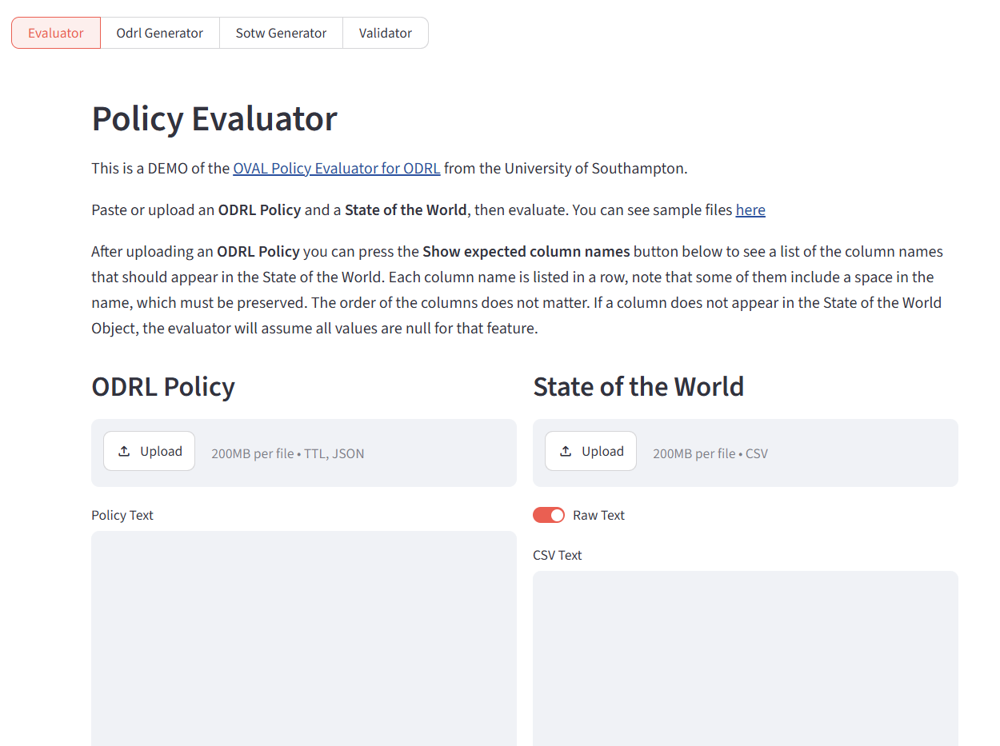 Evaluator Odrl Generator Sotw Generator Validator
Policy Evaluator
This is a DEMO of the OVAL Policy Evaluator for ODRL from the University of Southampton.
Paste or upload an ODRL Policy and a State of the World, then evaluate. You can see sample files here
After uploading an ODRL Policy you can press the Show expected column names button below to see a list of the column names
that should appear in the State of the World. Each column name is listed in a row, note that some of them include a space in the
name, which must be preserved. The order of the columns does not matter. If a column does not appear in the State of the World
Object, the evaluator will assume all values are null for that feature.
ODRL Policy
Upload 200MB per file • TTL, JSON
Policy Text
State of the World
Upload 200MB per file • CSV
Raw Text
CSV Text